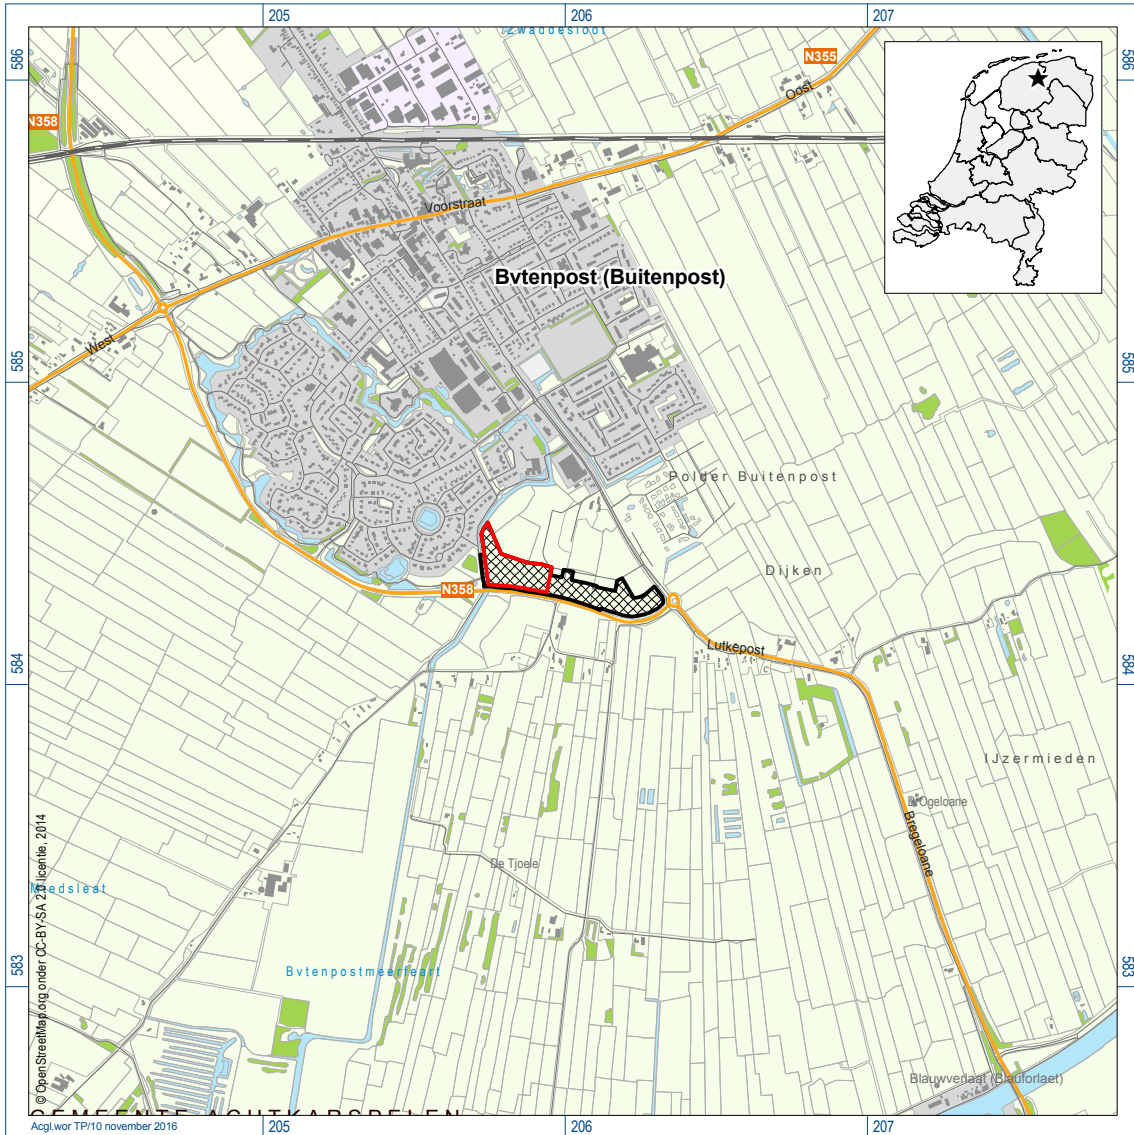 205
206
207
586
586
Zwaddesloot
N355
Oost
N358
Voorstraat
Bvtenpost (Buitenpost)
West
585
585
Polder Buitenpost
Dijken
N358
Lutkepost
584
584
IJzermieden
Bregeloane
De Tjoele
Miedsleat
Bvtenpostmeerfeart
583
583
Blauwverlaat (Blauforlaet)
© OpenStreetMap.org onder CC-BY-SA 2.0 licentie, 2014
GEMEENTE ACHTKARSPELEN
Acgl.wor TP/10 november 2016
205
206
207